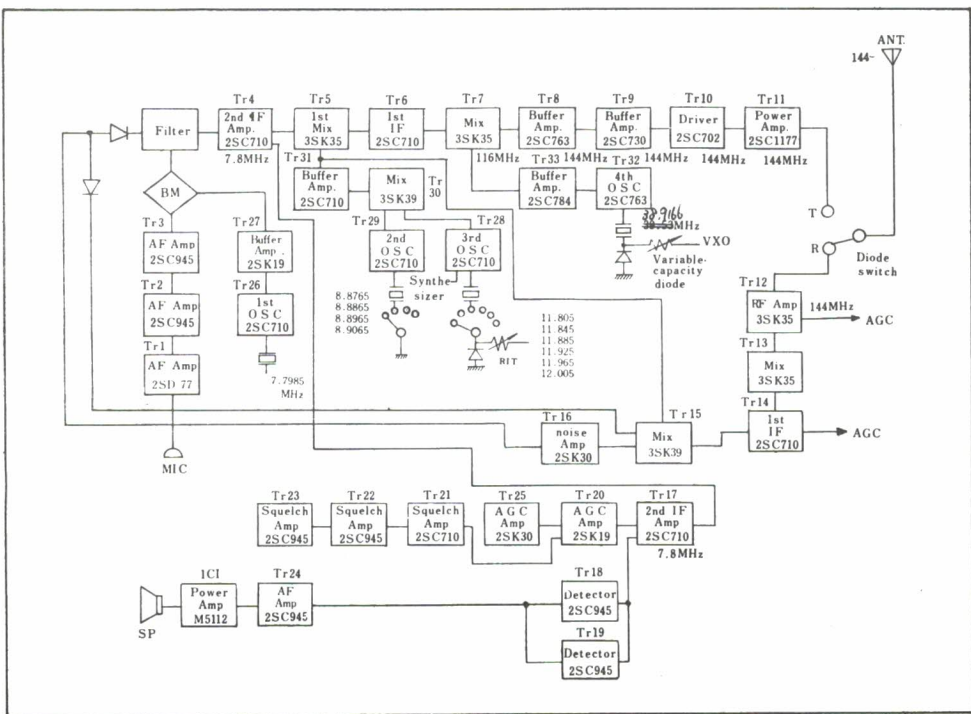 ANT.
144~
Tr4
2nd IF
Amp.
2SC710
7.8MHz
Tr5
1st
Mix
3SK35
Tr6
1st
IF
2SC710
Tr7
Mix
3SK35
116MHz
Tr8
Buffer
Amp.
2SC763
144MHz
Tr9
Buffer
Amp.
2SC730
144MHz
Tr10
Driver
2SC702
144MHz
Tr11
Power
Amp.
2SC1177
144MHz
Filter
Tr31
Buffer
Amp.
2SC710
Mix
3SK39
Tr
30
Tr33
Buffer
Amp.
2SC784
Tr32
4th
OSC
2SC763
BM
Tr3
AF Amp
2SC945
Tr27
Buffer
Amp.
2SK19
Tr29
2nd
OSC
2SC710
Tr28
3rd
OSC
2SC710
38.9166
MHz
VXO
Variable-
capacity
diode
T
R
Diode
switch
Tr2
AF Amp
2SC945
Tr26
1st
OSC
2SC710
Synthe
sizer
8.8765
8.8865
8.8965
8.9065
11.805
11.845
11.885
11.925
11.965
12.005
RIT
Tr12
RF Amp
3SK35
144MHz
AGC
Tr1
AF Amp
2SD 77
7.7985
MHz
Tr13
Mix
3SK35
MIC
Tr16
noise
Amp
2SK30
Tr15
Mix
3SK39
Tr14
1st
IF
2SC710
AGC
Tr23
Squelch
Amp
2SC945
Tr22
Squelch
Amp
2SC945
Tr21
Squelch
Amp
2SC710
Tr25
AGC
Amp
2SK30
Tr20
AGC
Amp
2SK19
Tr17
2nd IF
Amp
2SC710
7.8MHz
SP
1CI
Power
Amp
M5112
Tr24
AF
Amp
2SC945
Tr18
Detector
2SC945
Tr19
Detector
2SC945